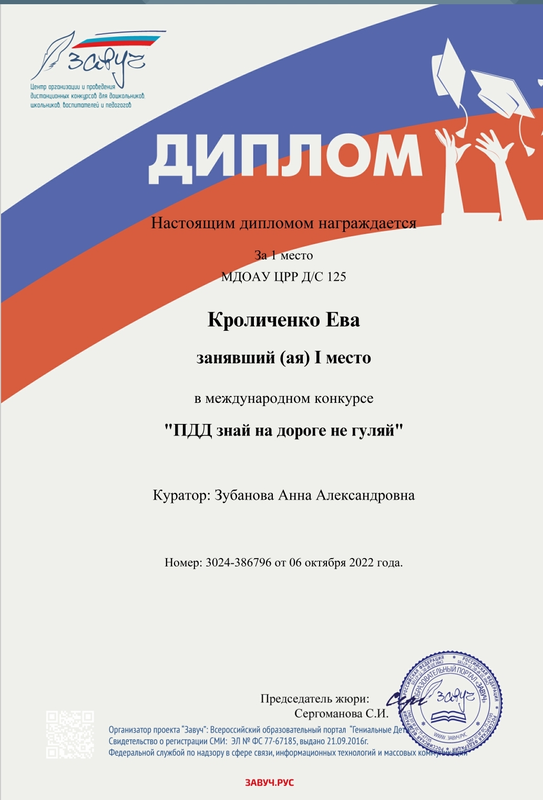 завуч
Центр организации и проведения
дистанционных конкурсов для дошкольников,
школьников, воспитателей и педагогов
ДИПЛОМ
Настоящим дипломом награждается
За 1 место
МДОАУ ЦРР Д/С 125
Кроличенко Ева
занявший (ая) I место
в международном конкурсе
"ПДД знай на дороге не гуляй"
Куратор: Зубанова Анна Александровна
Номер: 3024-386796 от 06 октября 2022 года.
Председатель жюри:
Сергоманова С.И.
завуч
Организатор проекта "Завуч": Всероссийский образовательный портал "Гениальные
Свидетельство о регистрации СМИ: ЭЛ № ФС 77-67185, выдано 21.09.2016г.
Федеральной службой по надзору в сфере связи, информационных технологий и массовых коммуникаций
ЗАВУЧ.РУС